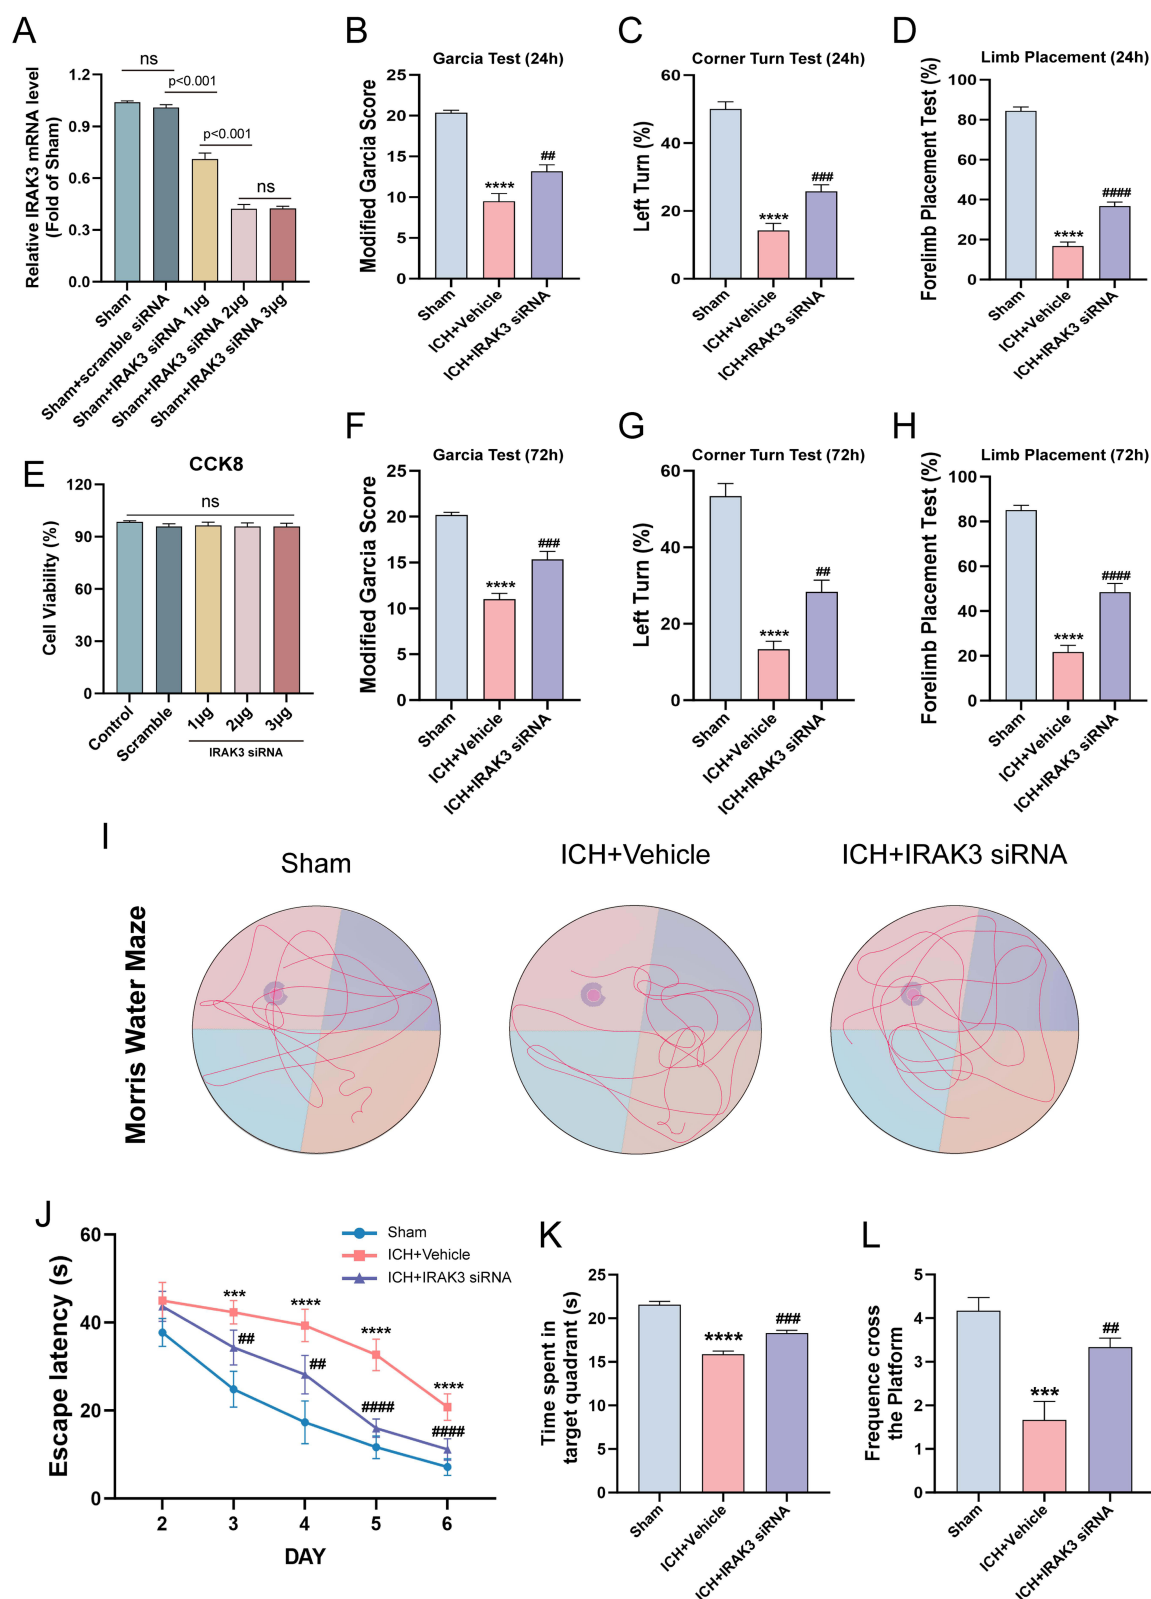 A
ns
p<0.001
p<0.001
ns
Relative IRAK3 mRNA level
(Fold of Sham)
1.2
0.9
0.6
0.3
0.0
Sham
Sham+scramble siRNA
Sham+IRAK3 siRNA 1μg
Sham+IRAK3 siRNA 2μg
Sham+IRAK3 siRNA 3μg
B
Garcia Test (24h)
Modified Garcia Score
25
20
15
10
5
0
****
##
Sham
ICH+Vehicle
ICH+IRAK3 siRNA
C
Corner Turn Test (24h)
Left Turn (%)
60
40
20
0
****
###
Sham
ICH+Vehicle
ICH+IRAK3 siRNA
D
Limb Placement (24h)
Forelimb Placement Test (%)
100
80
60
40
20
0
****
####
Sham
ICH+Vehicle
ICH+IRAK3 siRNA
E
CCK8
ns
Cell Viability (%)
120
90
60
30
0
Control
Scramble
1μg
2μg
3μg
IRAK3 siRNA
F
Garcia Test (72h)
Modified Garcia Score
25
20
15
10
5
0
****
###
Sham
ICH+Vehicle
ICH+IRAK3 siRNA
G
Corner Turn Test (72h)
Left Turn (%)
60
40
20
0
****
##
Sham
ICH+Vehicle
ICH+IRAK3 siRNA
H
Limb Placement (72h)
Forelimb Placement Test (%)
100
80
60
40
20
0
****
####
Sham
ICH+Vehicle
ICH+IRAK3 siRNA
I
Sham
ICH+Vehicle
ICH+IRAK3 siRNA
Morris Water Maze
J
Sham
ICH+Vehicle
ICH+IRAK3 siRNA
Escape latency (s)
60
40
20
0
***
****
****
****
##
##
####
####
2
3
4
5
6
DAY
K
Time spent in
target quadrant (s)
25
20
15
10
5
0
****
###
Sham
ICH+Vehicle
ICH+IRAK3 siRNA
L
Frequence cross
the Platform
5
4
3
2
1
0
***
##
Sham
ICH+Vehicle
ICH+IRAK3 siRNA